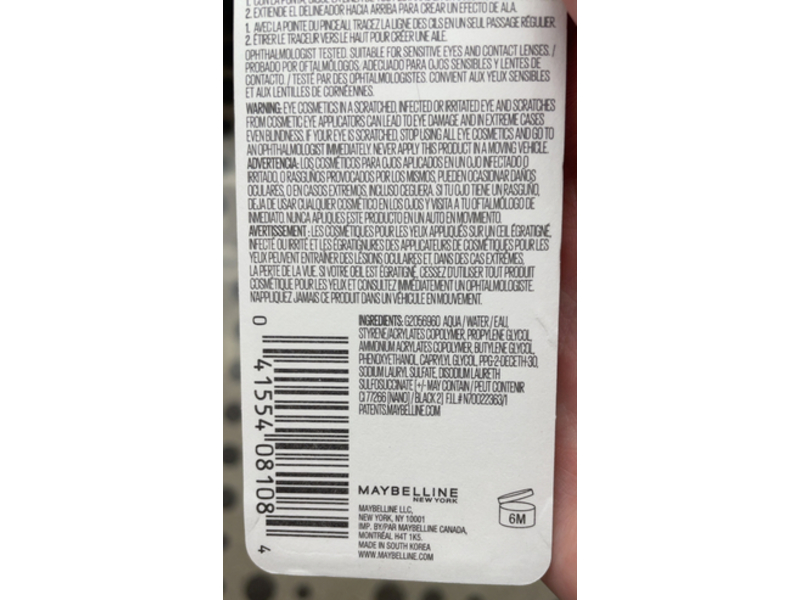 1. CON LA PUNTA, SIGUE LA LÍNEA DE
2. EXTIENDE EL DELINEADOR HACIA ARRIBA PARA CREAR UN EFECTO DE ALA.
1. AVEC LA POINTE DU PINCEAU, TRACEZ LA LIGNE DES CILS EN UN SEUL PASSAGE RÉGULIER.
2. ÉTIRER LE TRACEUR VERS LE HAUT POUR CRÉER UNE AILE.
OPHTHALMOLOGIST TESTED. SUITABLE FOR SENSITIVE EYES AND CONTACT LENSES. /
PROBADO POR OFTALMÓLOGOS. ADECUADO PARA OJOS SENSIBLES Y LENTES DE
CONTACTO. / TESTÉ PAR DES OPHTALMOLOGISTES. CONVIENT AUX YEUX SENSIBLES
ET AUX LENTILLES DE CORNÉENNES.
WARNING: EYE COSMETICS IN A SCRATCHED, INFECTED OR IRRITATED EYE AND SCRATCHES
FROM COSMETIC EYE APPLICATORS CAN LEAD TO EYE DAMAGE AND IN EXTREME CASES
EVEN BLINDNESS. IF YOUR EYE IS SCRATCHED, STOP USING ALL EYE COSMETICS AND GO TO
AN OPHTHALMOLOGIST IMMEDIATELY. NEVER APPLY THIS PRODUCT IN A MOVING VEHICLE.
ADVERTENCIA: LOS COSMÉTICOS PARA OJOS APLICADOS EN UN OJO INFECTADO O
IRRITADO, O RASGUÑOS PROVOCADOS POR LOS MISMOS, PUEDEN OCASIONAR DAÑOS
OCULARES, O EN CASOS EXTREMOS, INCLUSO CEGUERA. SI TU OJO TIENE UN RASGUÑO,
DEJA DE USAR CUALQUIER COSMÉTICO EN LOS OJOS Y VISITA A TU OFTALMÓLOGO DE
INMEDIATO. NUNCA APLIQUES ESTE PRODUCTO EN UN AUTO EN MOVIMIENTO.
AVERTISSEMENT : LES COSMÉTIQUES POUR LES YEUX APPLIQUÉS SUR UN ŒIL ÉGRATIGNÉ,
INFECTÉ OU IRRITÉ ET LES ÉGRATIGNURES DES APPLICATEURS DE COSMÉTIQUES POUR LES
YEUX PEUVENT ENTRAÎNER DES LÉSIONS OCULAIRES ET, DANS DES CAS EXTRÊMES,
LA PERTE DE LA VUE. SI VOTRE OEIL EST ÉGRATIGNÉ, CESSEZ D'UTILISER TOUT PRODUIT
COSMÉTIQUE POUR LES YEUX ET CONSULTEZ IMMÉDIATEMENT UN OPHTALMOLOGISTE.
N'APPLIQUEZ JAMAIS CE PRODUIT DANS UN VÉHICULE EN MOUVEMENT.
0 41554 08108 4
INGREDIENTS: G2056960 AQUA / WATER / EAU,
STYRENE/ACRYLATES COPOLYMER, PROPYLENE GLYCOL,
AMMONIUM ACRYLATES COPOLYMER, BUTYLENE GLYCOL,
PHENOXYETHANOL, CAPRYLYL GLYCOL, PPG-2-DECETH-30,
SODIUM LAURYL SULFATE, DISODIUM LAURETH
SULFOSUCCINATE [+/- MAY CONTAIN / PEUT CONTENIR
CI 77266 [NANO] / BLACK 2] F.I.L.# N70022363/1
PATENTS.MAYBELLINE.COM
MAYBELLINE
NEW YORK
MAYBELLINE LLC,
NEW YORK, NY 10001
IMP. BY/PAR MAYBELLINE CANADA,
MONTRÉAL H4T 1K5.
MADE IN SOUTH KOREA
WWW.MAYBELLINE.COM
6M